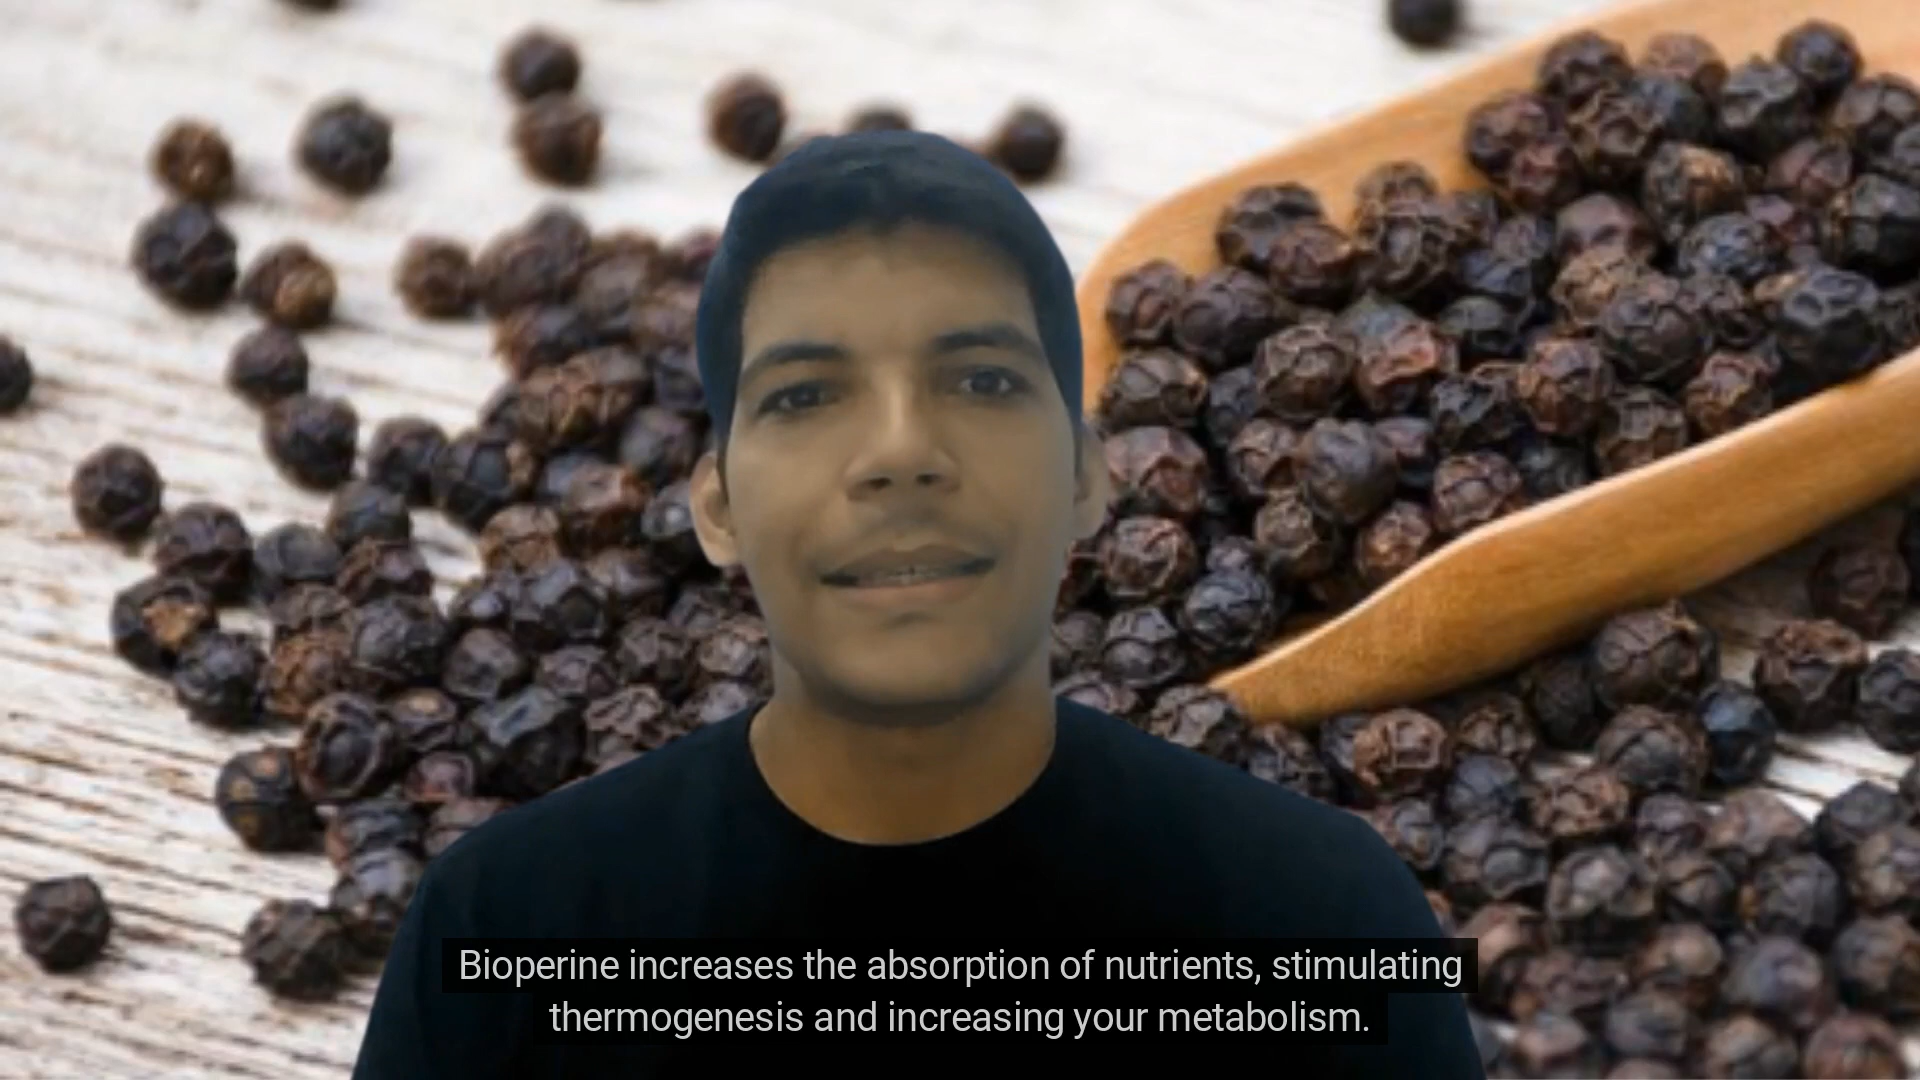 Bioperine increases the absorption of nutrients, stimulating
thermogenesis and increasing your metabolism.